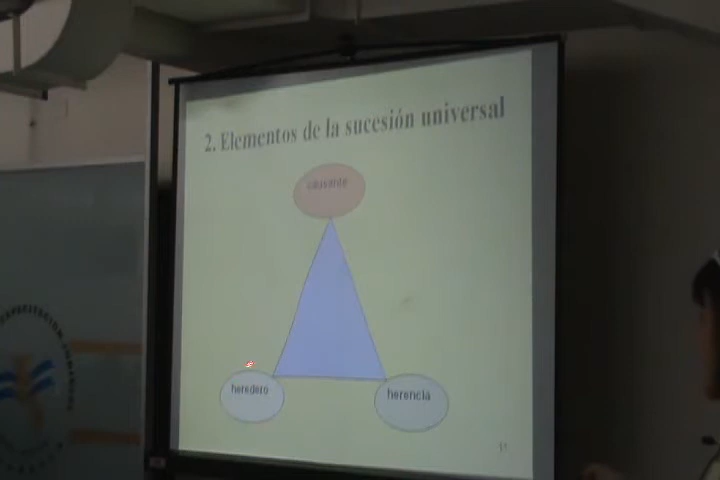 2. Elementos de la sucesión universal
causante
heredero
herencia